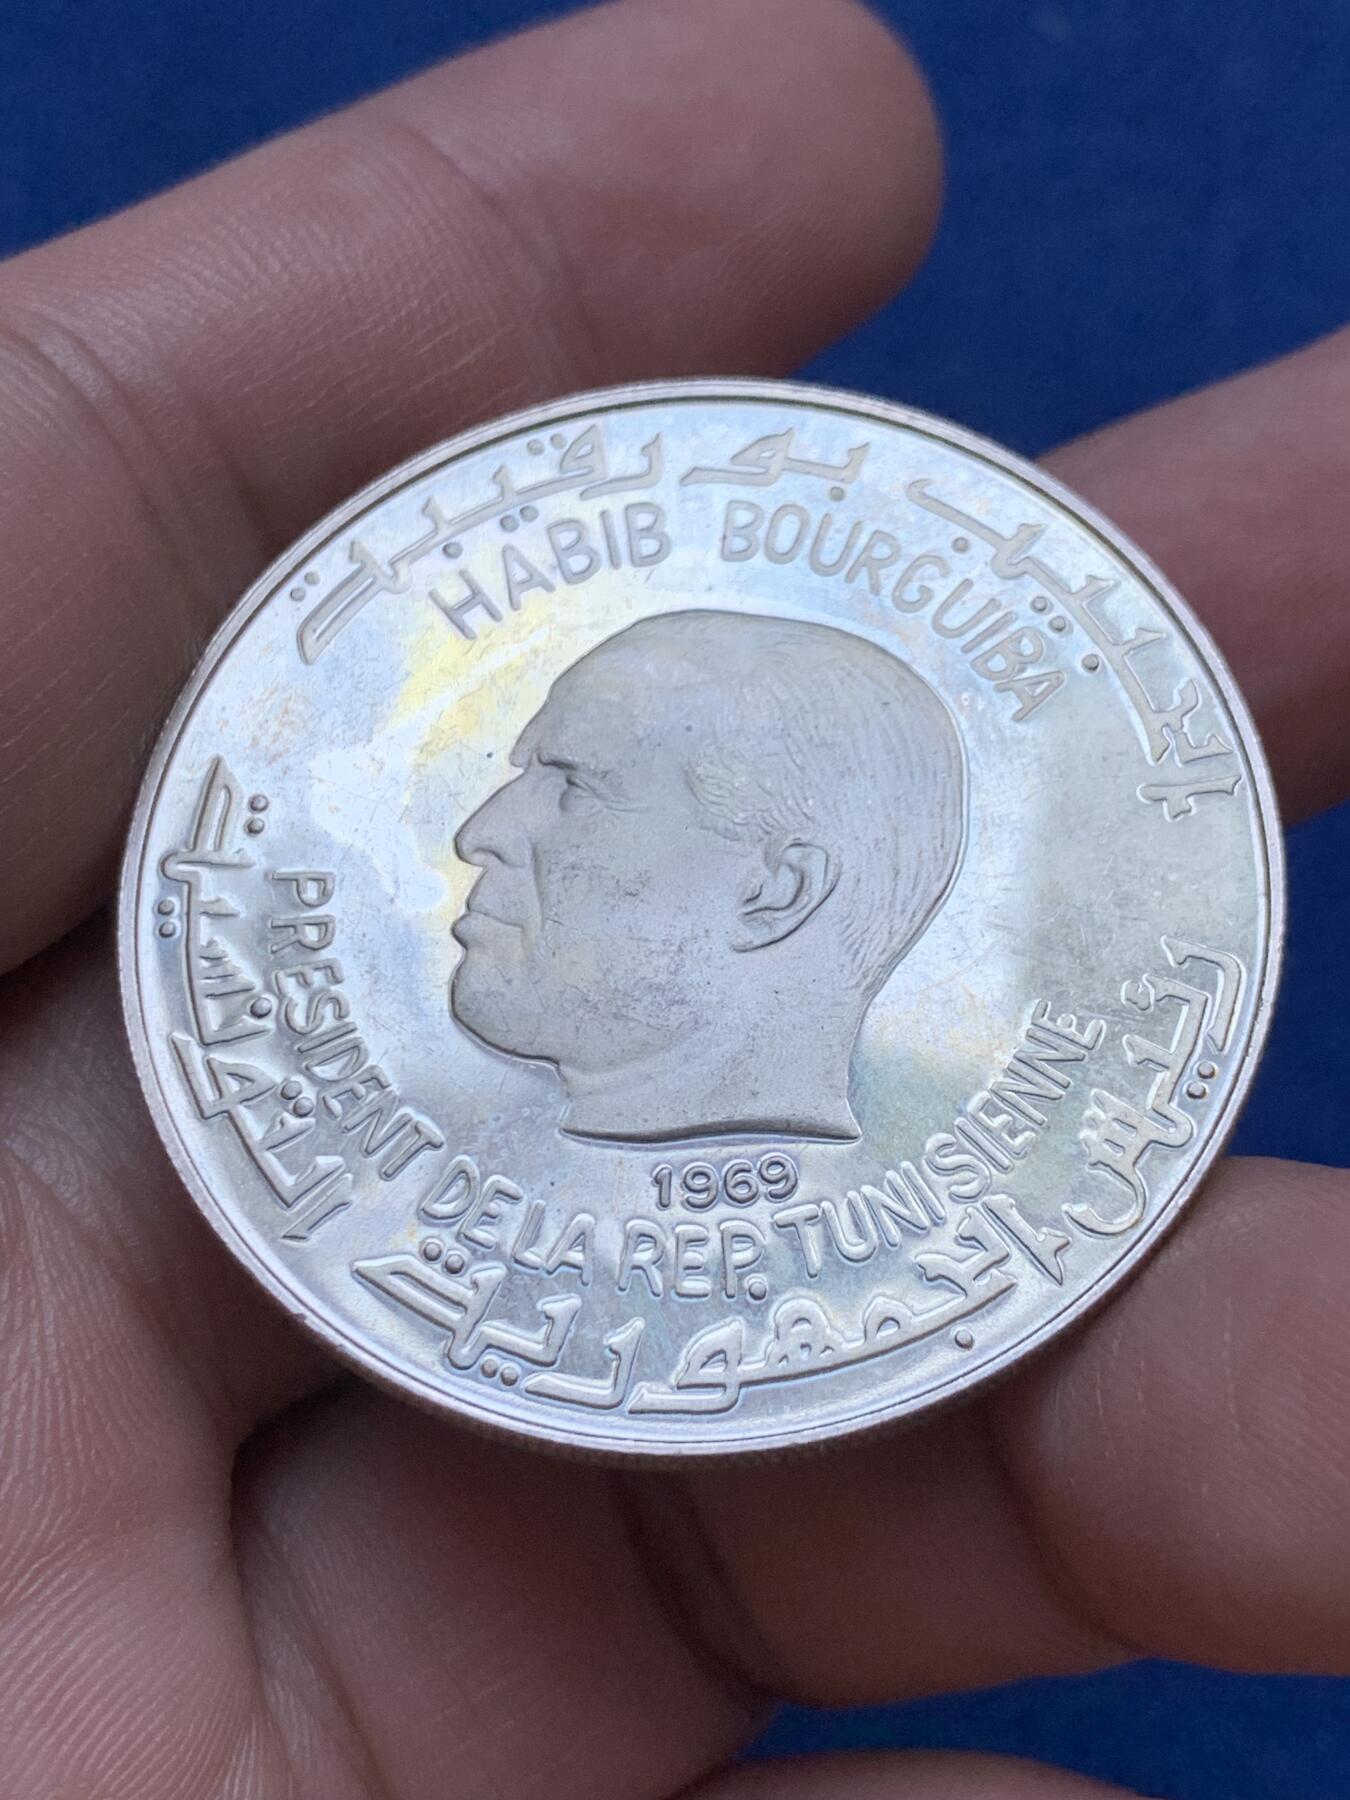 الحبيب بورقيبة
HABIB BOURGUIBA
1969
PRESIDENT DE LA REP. TUNISIENNE
رئيس الجمهورية التونسية